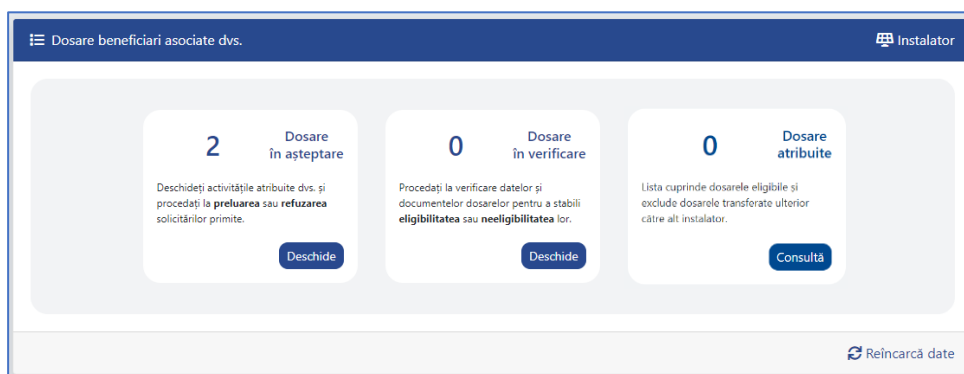 Dosare beneficiari asociate dvs.
Instalator
2
Dosare
în așteptare
Deschideți activitățile atribuite dvs. și
procedați la preluarea sau refuzarea
solicitărilor primite.
Deschide
0
Dosare
în verificare
Procedați la verificare datelor și
documentelor dosarelor pentru a stabili
eligibilitatea sau neeligibilitatea lor.
Deschide
0
Dosare
atribuite
Lista cuprinde dosarele eligibile și
exclude dosarele transferate ulterior
către alt instalator.
Consultă
Reîncarcă date